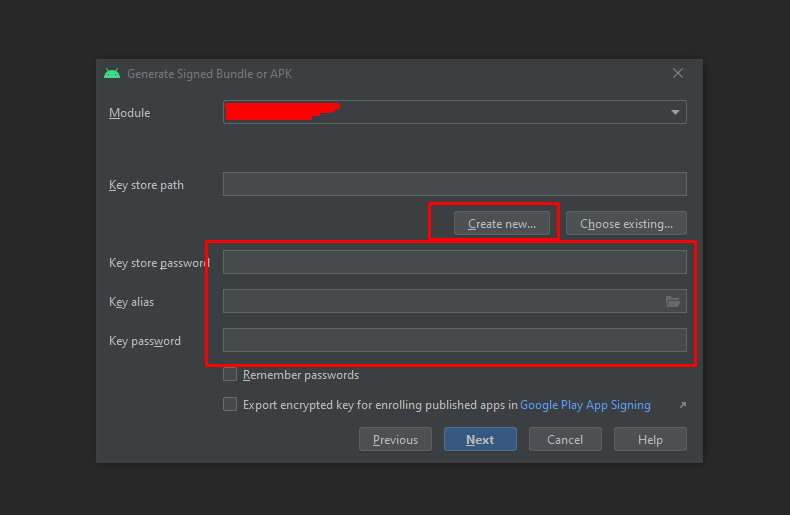 Generate Signed Bundle or APK
Module
Key store path
Create new... Choose existing...
Key store password
Key alias
Key password
Remember passwords
Export encrypted key for enrolling published apps in Google Play App Signing
Previous Next Cancel Help